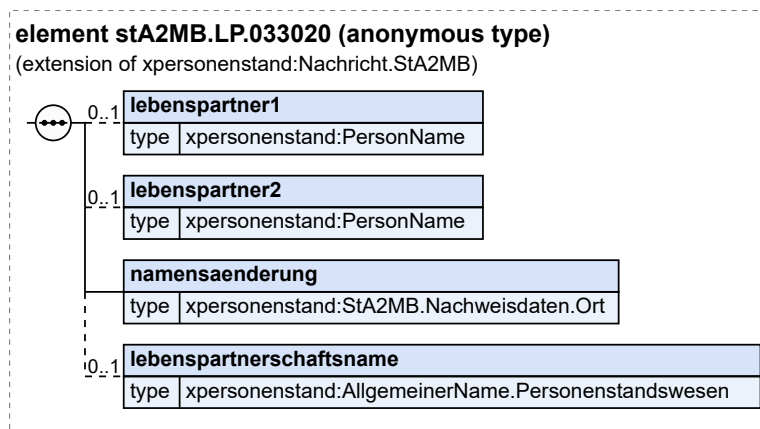 element stA2MB.LP.033020 (anonymous type)
(extension of xpersonenstand:Nachricht.StA2MB)
0..1
lebenspartner1
type xpersonenstand:PersonName
0..1
lebenspartner2
type xpersonenstand:PersonName
namensaenderung
type xpersonenstand:StA2MB.Nachweisdaten.Ort
0..1
lebenspartnerschaftsname
type xpersonenstand:AllgemeinerName.Personenstandswesen